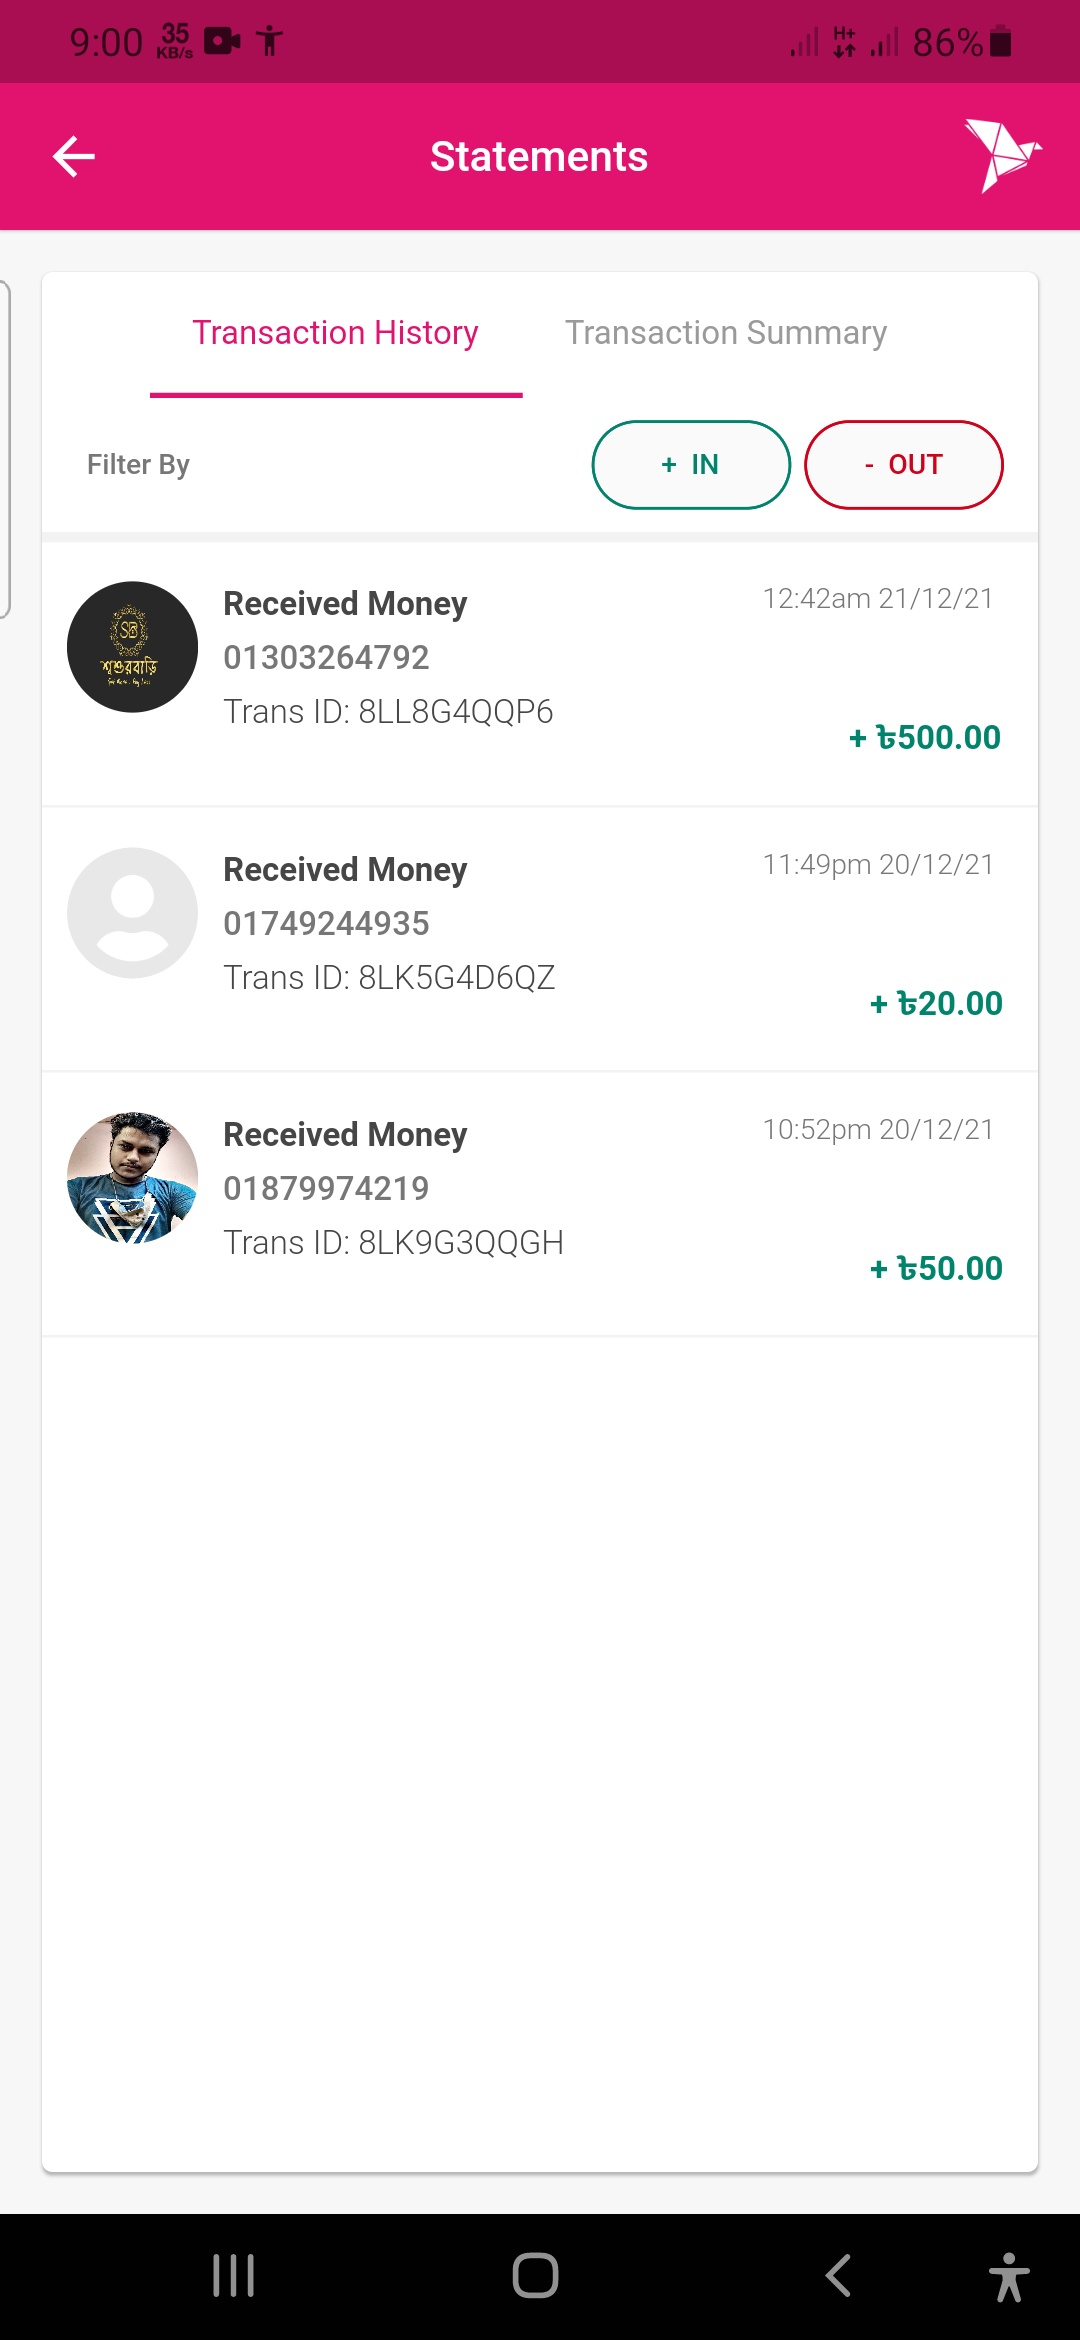 9:00 35 KB/s H+ 86%
Statements
Transaction History Transaction Summary
Filter By + IN - OUT
Received Money 12:42am 21/12/21
SB
শ্বশুরবাড়ি
01303264792
Trans ID: 8LL8G4QQP6
+ ৳500.00
Received Money 11:49pm 20/12/21
01749244935
Trans ID: 8LK5G4D6QZ
+ ৳20.00
Received Money 10:52pm 20/12/21
01879974219
Trans ID: 8LK9G3QQGH
+ ৳50.00